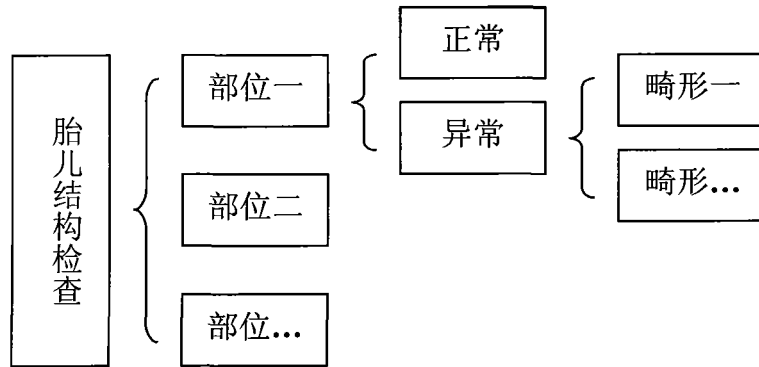 胎儿结构检查
部位一
正常
异常
畸形一
畸形...
部位二
部位...